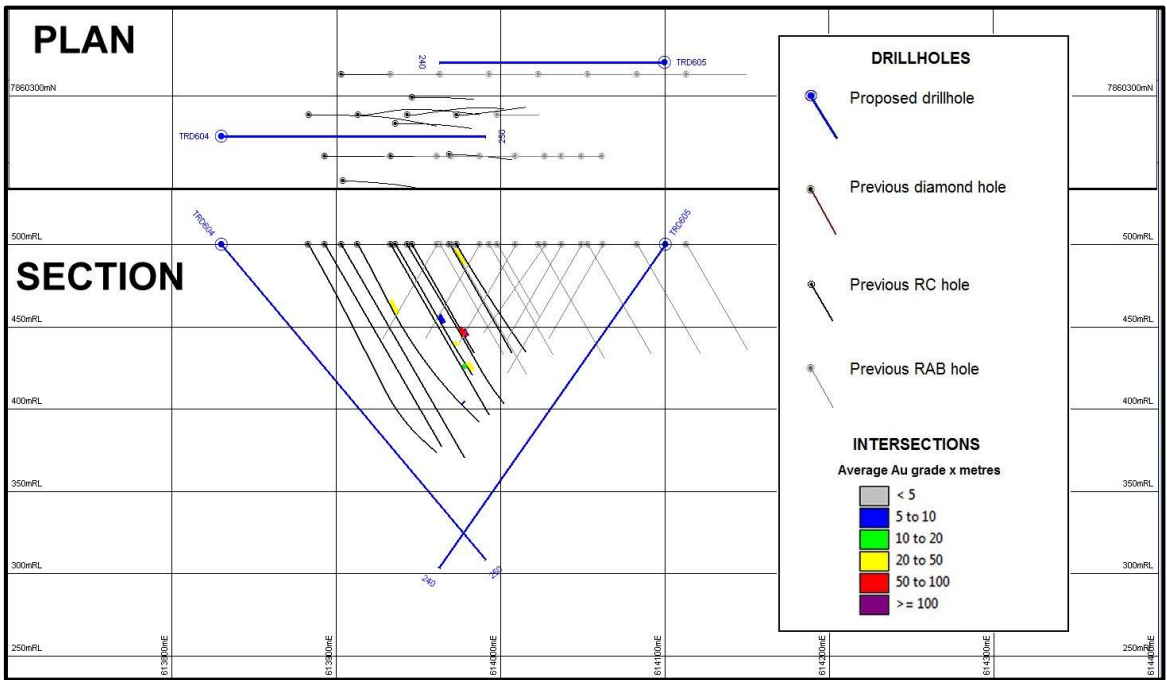 PLAN
240
TRD605
7860300mN
7860300mN
TRD604
250
TRD604
TRD605
500mRL
500mRL
SECTION
450mRL
450mRL
400mRL
400mRL
350mRL
350mRL
240
250
300mRL
300mRL
250mRL
250mRL
613800mE
613900mE
614000mE
614100mE
614200mE
614300mE
614400mE
DRILLHOLES
Proposed drillhole
Previous diamond hole
Previous RC hole
Previous RAB hole
INTERSECTIONS
Average Au grade x metres
< 5
5 to 10
10 to 20
20 to 50
50 to 100
>= 100